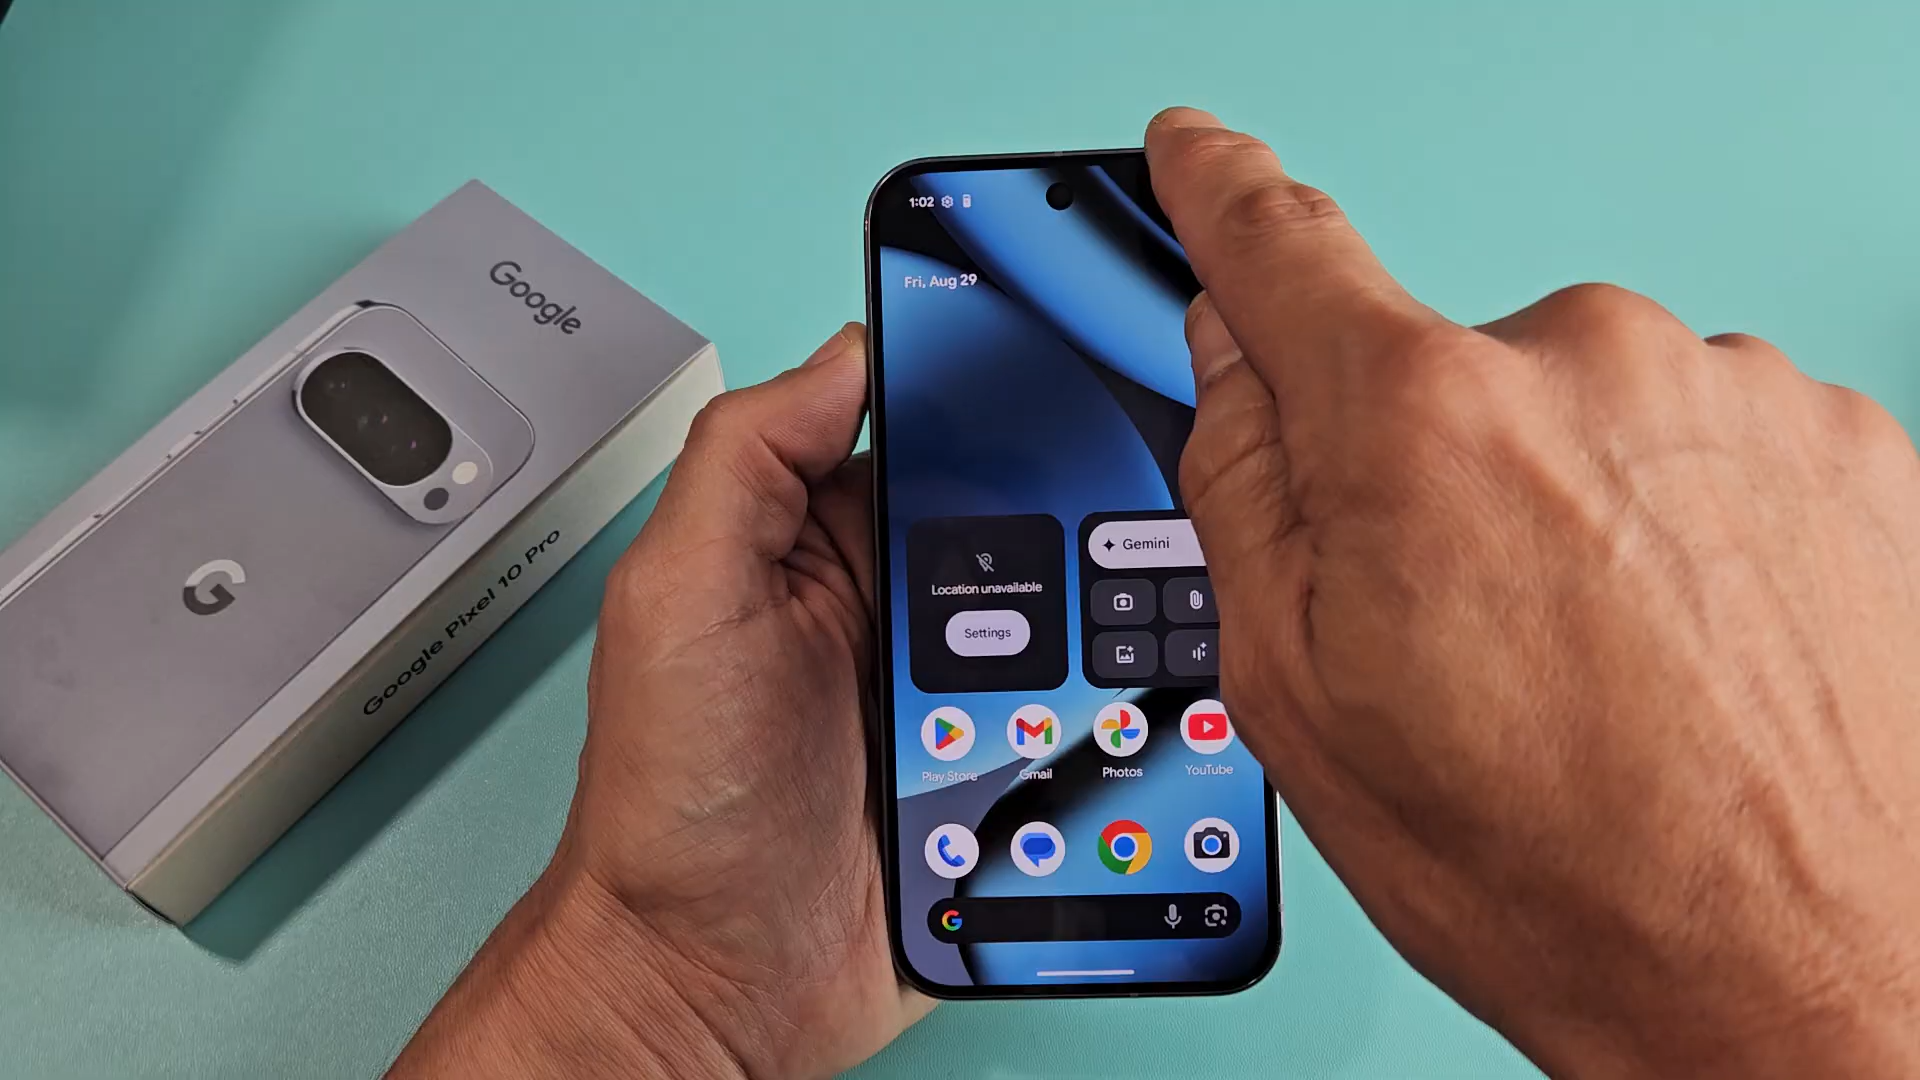 Google
G
Google Pixel 10 Pro
1:02
Fri, Aug 29
Location unavailable
Settings
Gemini
Play Store
Gmail
Photos
YouTube
G